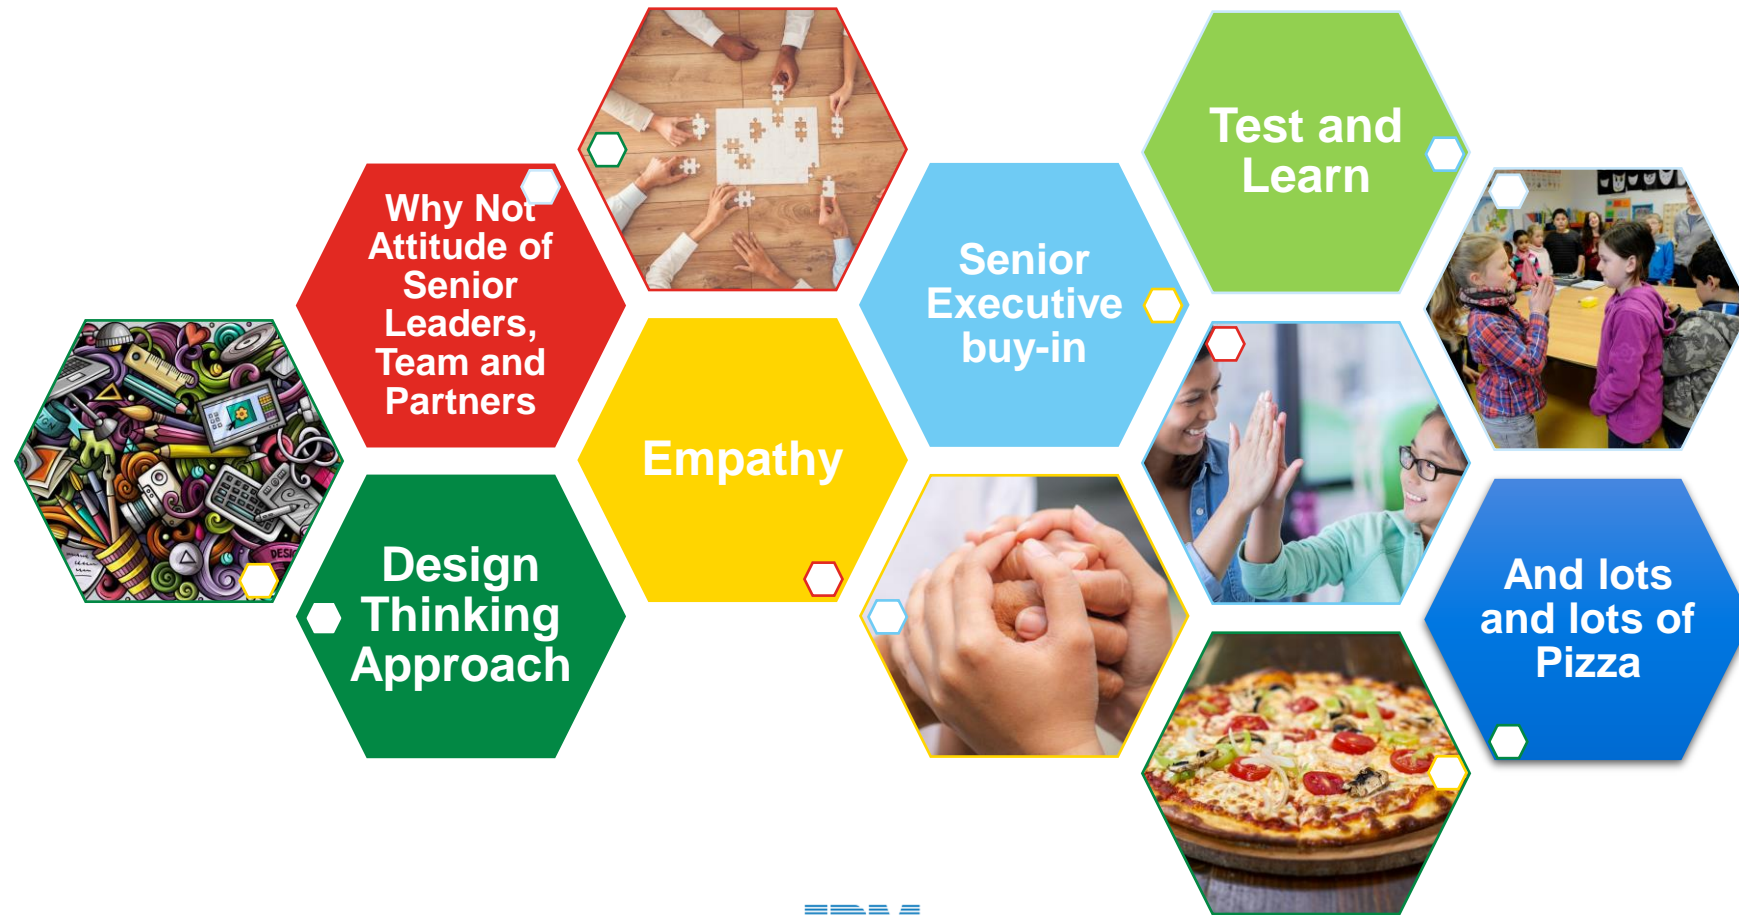 Why Not
Attitude of
Senior
Leaders,
Team and
Partners
Design
Thinking
Approach
Empathy
Senior
Executive
buy-in
Test and
Learn
And lots
and lots of
Pizza